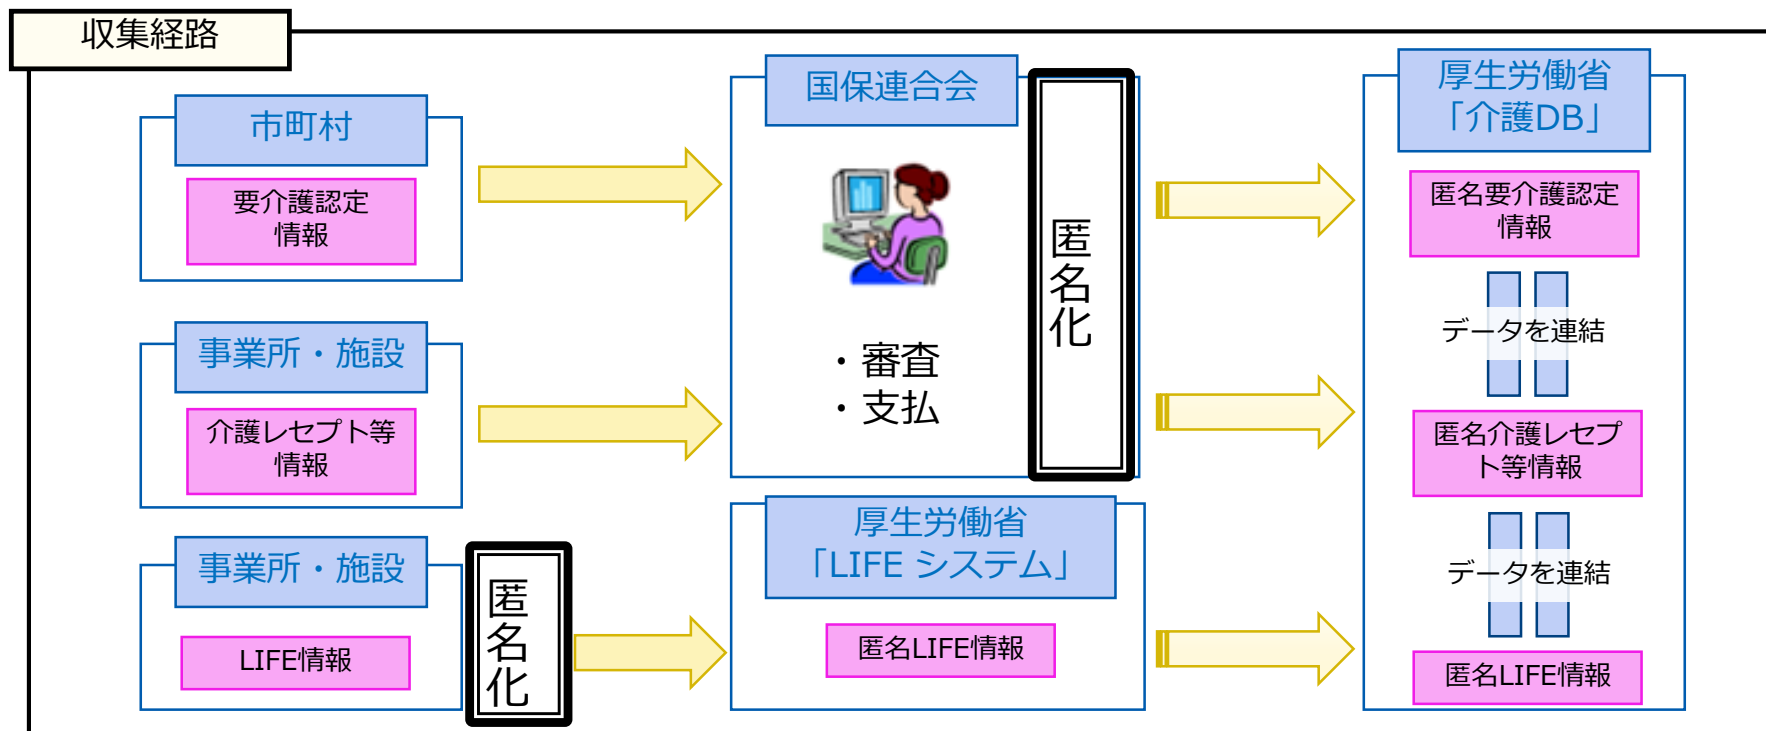 収集経路
市町村
要介護認定
情報
事業所・施設
介護レセプト等
情報
事業所・施設
LIFE情報
匿名化
国保連合会
・審査
・支払
匿名化
厚生労働省
「LIFE システム」
匿名LIFE情報
厚生労働省
「介護DB」
匿名要介護認定
情報
データを連結
匿名介護レセプ
ト等情報
データを連結
匿名LIFE情報